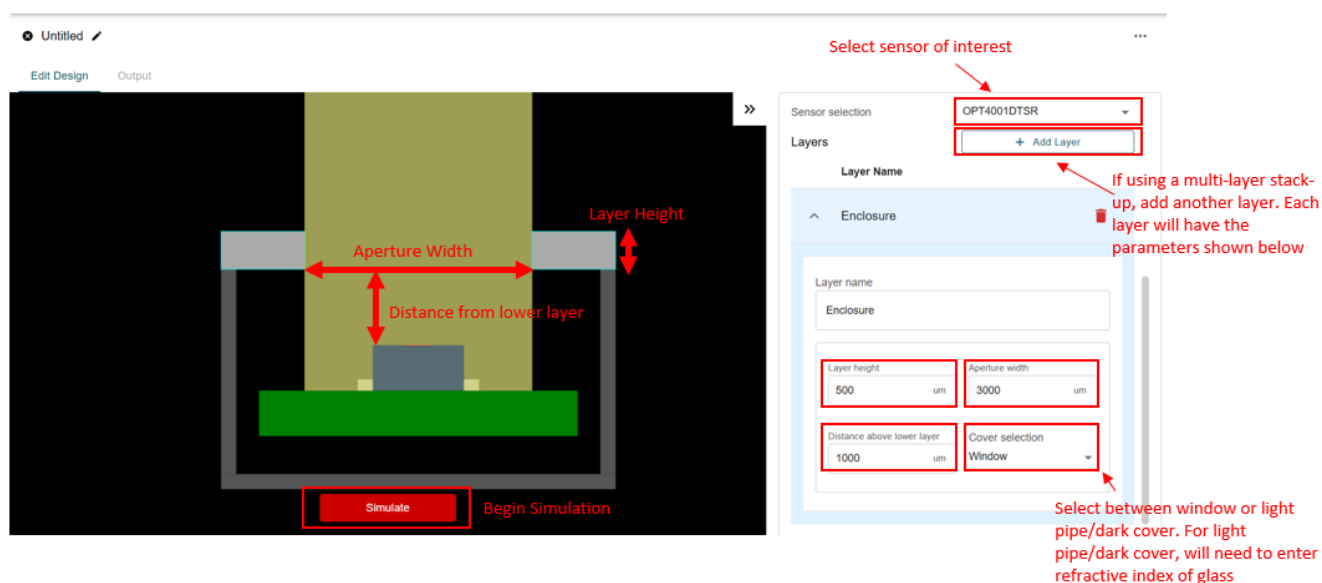 Untitled
Select sensor of interest
...
Edit Design
Output
»
Sensor selection
OPT4001DTSR
Layers
+ Add Layer
Layer Name
If using a multi-layer stack-
up, add another layer. Each
layer will have the
parameters shown below
Enclosure
Layer Height
Aperture Width
Distance from lower layer
Layer name
Enclosure
Layer height
500 um
Aperture width
3000 um
Distance above lower layer
1000 um
Cover selection
Window
Simulate
Begin Simulation
Select between window or light
pipe/dark cover. For light
pipe/dark cover, will need to enter
refractive index of glass